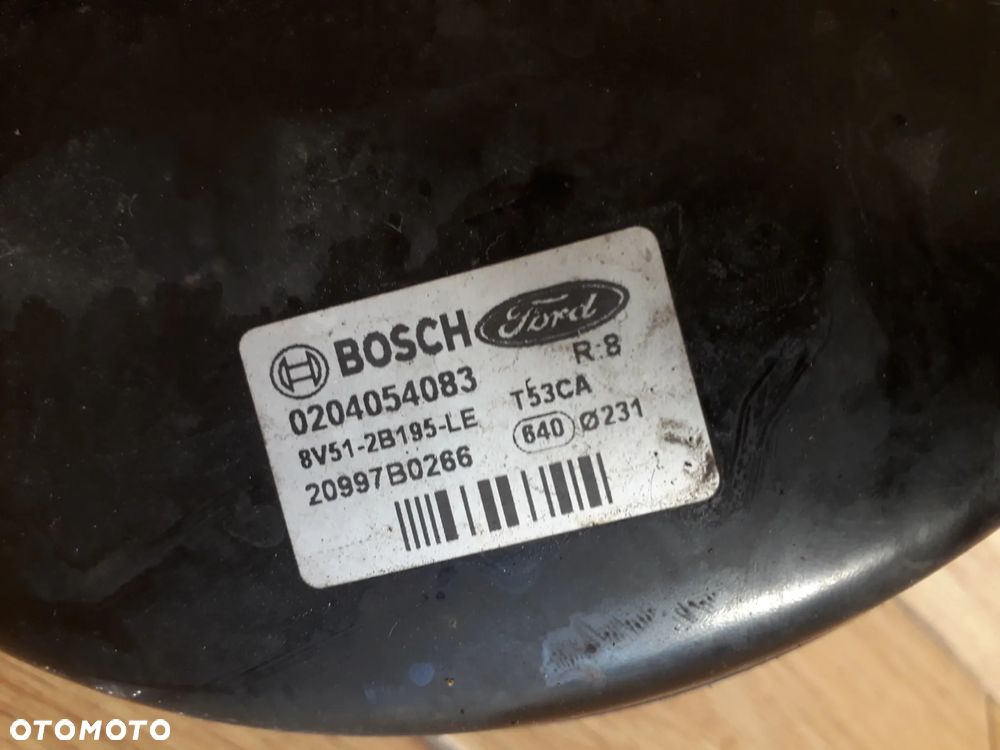 BOSCH Ford
0204054083 R:8
8V51-2B195-LE T53CA
20997B0266 640 Ø231
OTOMOTO